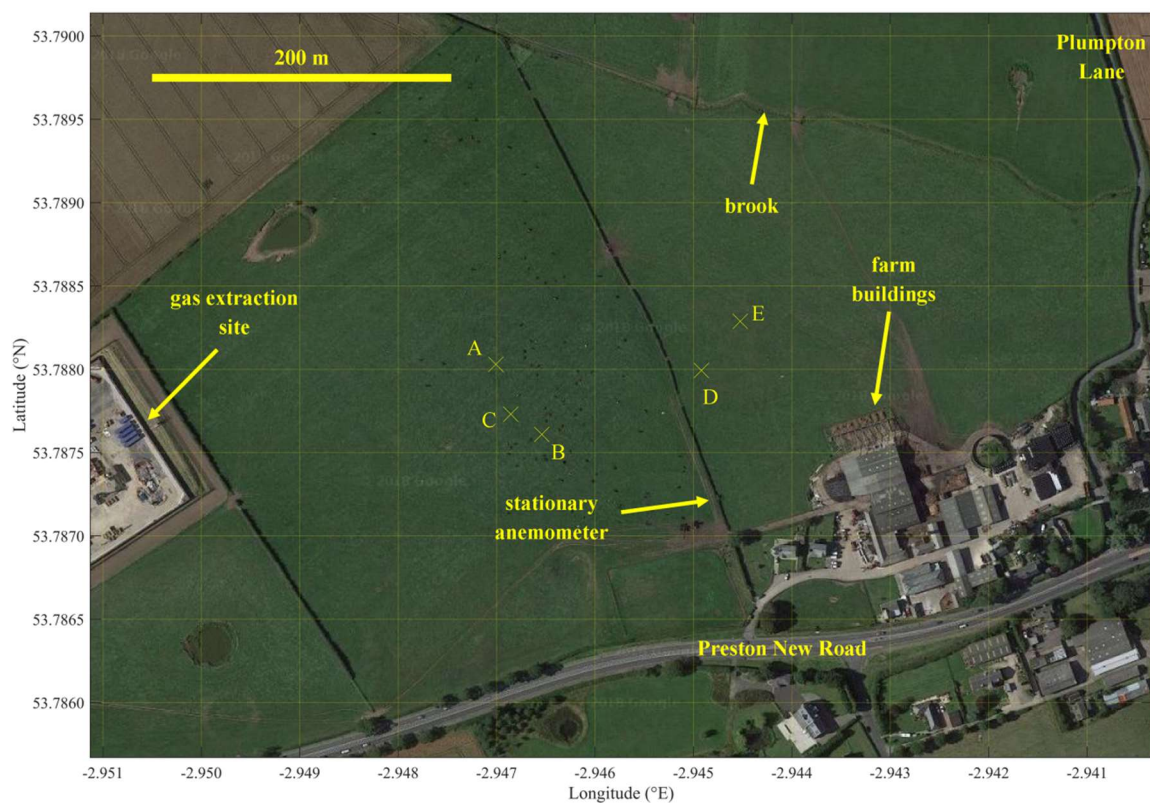 53.7900
53.7895
53.7890
53.7885
53.7880
53.7875
53.7870
53.7865
53.7860
Latitude (°N)
200 m
Plumpton
Lane
brook
gas extraction
site
farm
buildings
A
E
C
D
B
stationary
anemometer
Preston New Road
-2.951
-2.950
-2.949
-2.948
-2.947
-2.946
-2.945
-2.944
-2.943
-2.942
-2.941
Longitude (°E)